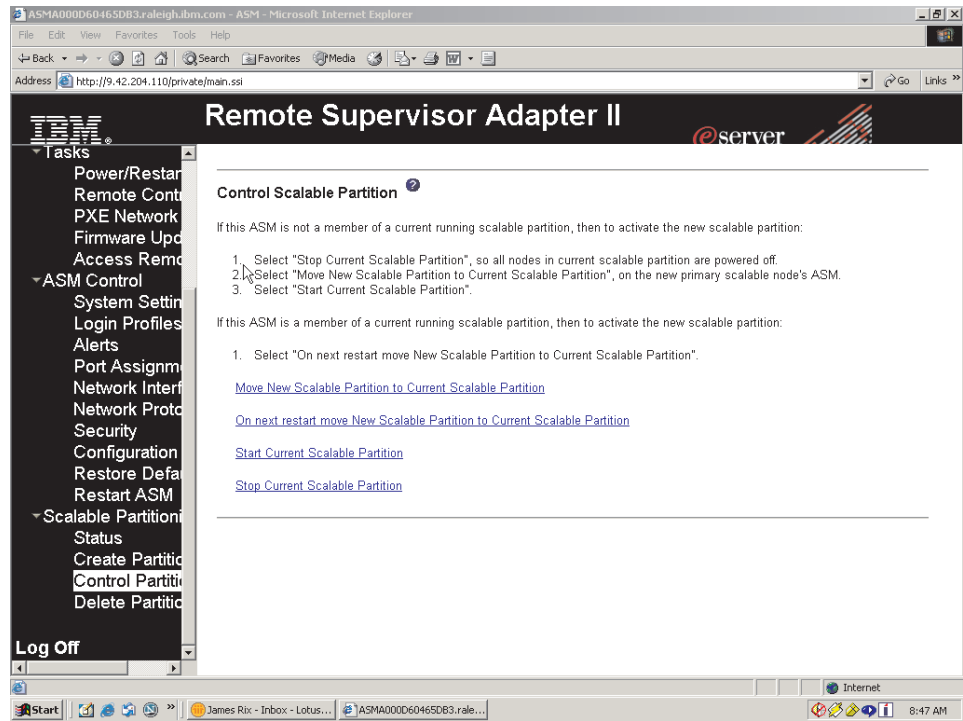 ASMA000D60465DB3.raleigh.ibm.com - ASM - Microsoft Internet Explorer
File Edit View Favorites Tools Help
Back Search Favorites Media
Address http://9.42.204.110/private/main.ssi Go Links »
IBM® Remote Supervisor Adapter II @server
Tasks
Power/Restar
Remote Contr
PXE Network
Firmware Upd
Access Remo
ASM Control
System Settin
Login Profiles
Alerts
Port Assignm
Network Interf
Network Proto
Security
Configuration
Restore Defau
Restart ASM
Scalable Partitioni
Status
Create Partitio
Control Partitio
Delete Partitio
Log Off
Control Scalable Partition ?
If this ASM is not a member of a current running scalable partition, then to activate the new scalable partition:
1. Select "Stop Current Scalable Partition", so all nodes in current scalable partition are powered off.
2. Select "Move New Scalable Partition to Current Scalable Partition", on the new primary scalable node's ASM.
3. Select "Start Current Scalable Partition".
If this ASM is a member of a current running scalable partition, then to activate the new scalable partition:
1. Select "On next restart move New Scalable Partition to Current Scalable Partition".
Move New Scalable Partition to Current Scalable Partition
On next restart move New Scalable Partition to Current Scalable Partition
Start Current Scalable Partition
Stop Current Scalable Partition
Internet
Start » James Rix - Inbox - Lotus... ASMA000D60465DB3.rale... 8:47 AM